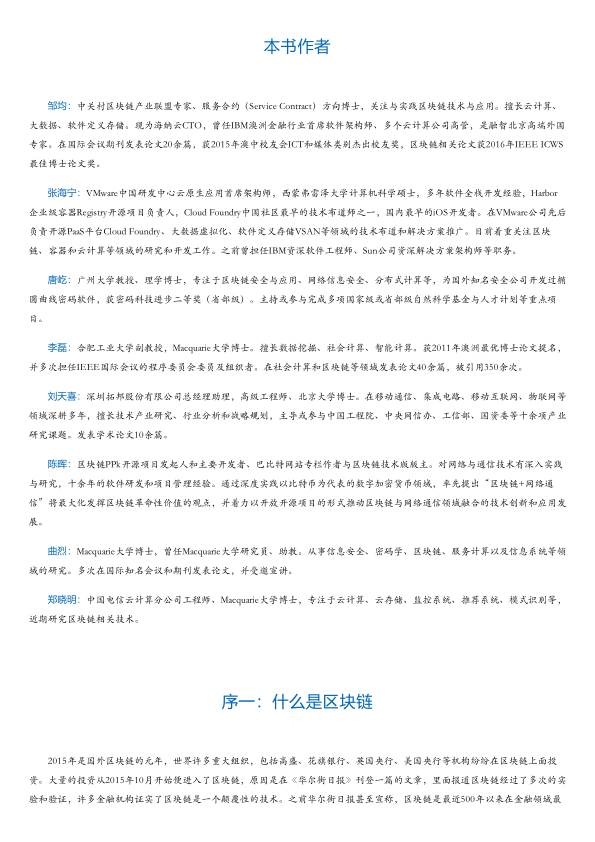 本书作者
邹均：中关村区块链产业联盟专家、服务合约（Service Contract）方向博士，关注与实践区块链技术与应用。擅长云计算、
大数据、软件定义存储。现为海纳云CTO，曾任IBM澳洲金融行业首席软件架构师、多个云计算公司高管，是融智北京高端外国
专家。在国际会议期刊发表论文20余篇，获2015年澳中校友会ICT和媒体类别杰出校友奖，区块链相关论文获2016年IEEE ICWS
最佳博士论文奖。
张海宁：VMware中国研发中心云原生应用首席架构师，西蒙弗雷泽大学计算机科学硕士，多年软件全栈开发经验，Harbor
企业级容器Registry开源项目负责人，Cloud Foundry中国社区最早的技术布道师之一，国内最早的iOS开发者。在VMware公司先后
负责开源PaaS平台Cloud Foundry、大数据虚拟化、软件定义存储VSAN等领域的技术布道和解决方案推广。目前着重关注区块
链、容器和云计算等领域的研究和开发工作。之前曾担任IBM资深软件工程师、Sun公司资深解决方案架构师等职务。
唐屹：广州大学教授、理学博士，专注于区块链安全与应用、网络信息安全、分布式计算等，为国外知名安全公司开发过椭
圆曲线密码软件，获密码科技进步二等奖（省部级）。主持或参与完成多项国家级或省部级自然科学基金与人才计划等重点项
目。
李磊：合肥工业大学副教授，Macquarie大学博士。擅长数据挖掘、社会计算、智能计算。获2011年澳洲最优博士论文提名，
并多次担任IEEE国际会议的程序委员会委员及组织者。在社会计算和区块链等领域发表论文40余篇，被引用350余次。
刘天喜：深圳拓邦股份有限公司总经理助理，高级工程师、北京大学博士。在移动通信、集成电路、移动互联网、物联网等
领域深耕多年，擅长技术产业研究、行业分析和战略规划，主导或参与中国工程院、中央网信办、工信部、国资委等十余项产业
研究课题。发表学术论文10余篇。
陈晖：区块链PPk开源项目发起人和主要开发者、巴比特网站专栏作者与区块链技术版版主。对网络与通信技术有深入实践
与研究，十余年的软件研发和项目管理经验。通过深度实践以比特币为代表的数字加密货币领域，率先提出“区块链+网络通
信”将最大化发挥区块链革命性价值的观点，并着力以开放开源项目的形式推动区块链与网络通信领域融合的技术创新和应用发
展。
曲烈：Macquarie大学博士，曾任Macquarie大学研究员、助教。从事信息安全、密码学、区块链、服务计算以及信息系统等领
域的研究。多次在国际知名会议和期刊发表论文，并受邀宣讲。
郑晓明：中国电信云计算分公司工程师、Macquarie大学博士，专注于云计算、云存储、监控系统、推荐系统、模式识别等，
近期研究区块链相关技术。
序一：什么是区块链
2015年是国外区块链的元年，世界许多重大组织，包括高盛、花旗银行、英国央行、美国央行等机构纷纷在区块链上面投
资。大量的投资从2015年10月开始便进入了区块链，原因是在《华尔街日报》刊登一篇的文章，里面报道区块链经过了多次的实
验和验证，许多金融机构证实了区块链是一个颠覆性的技术。之前华尔街日报甚至宣称，区块链是最近500年以来在金融领域最